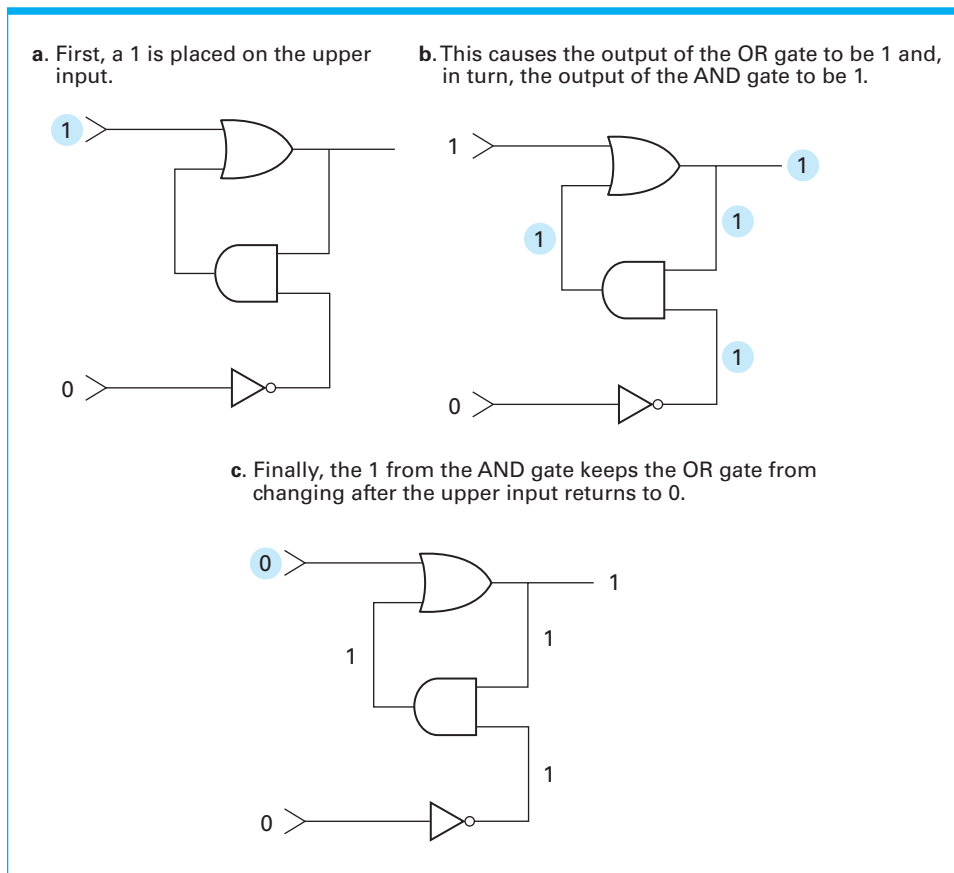 a. First, a 1 is placed on the upper
input.
b. This causes the output of the OR gate to be 1 and,
in turn, the output of the AND gate to be 1.
1
0
1
1
1
1
1
0
c. Finally, the 1 from the AND gate keeps the OR gate from
changing after the upper input returns to 0.
0
1
1
1
1
0